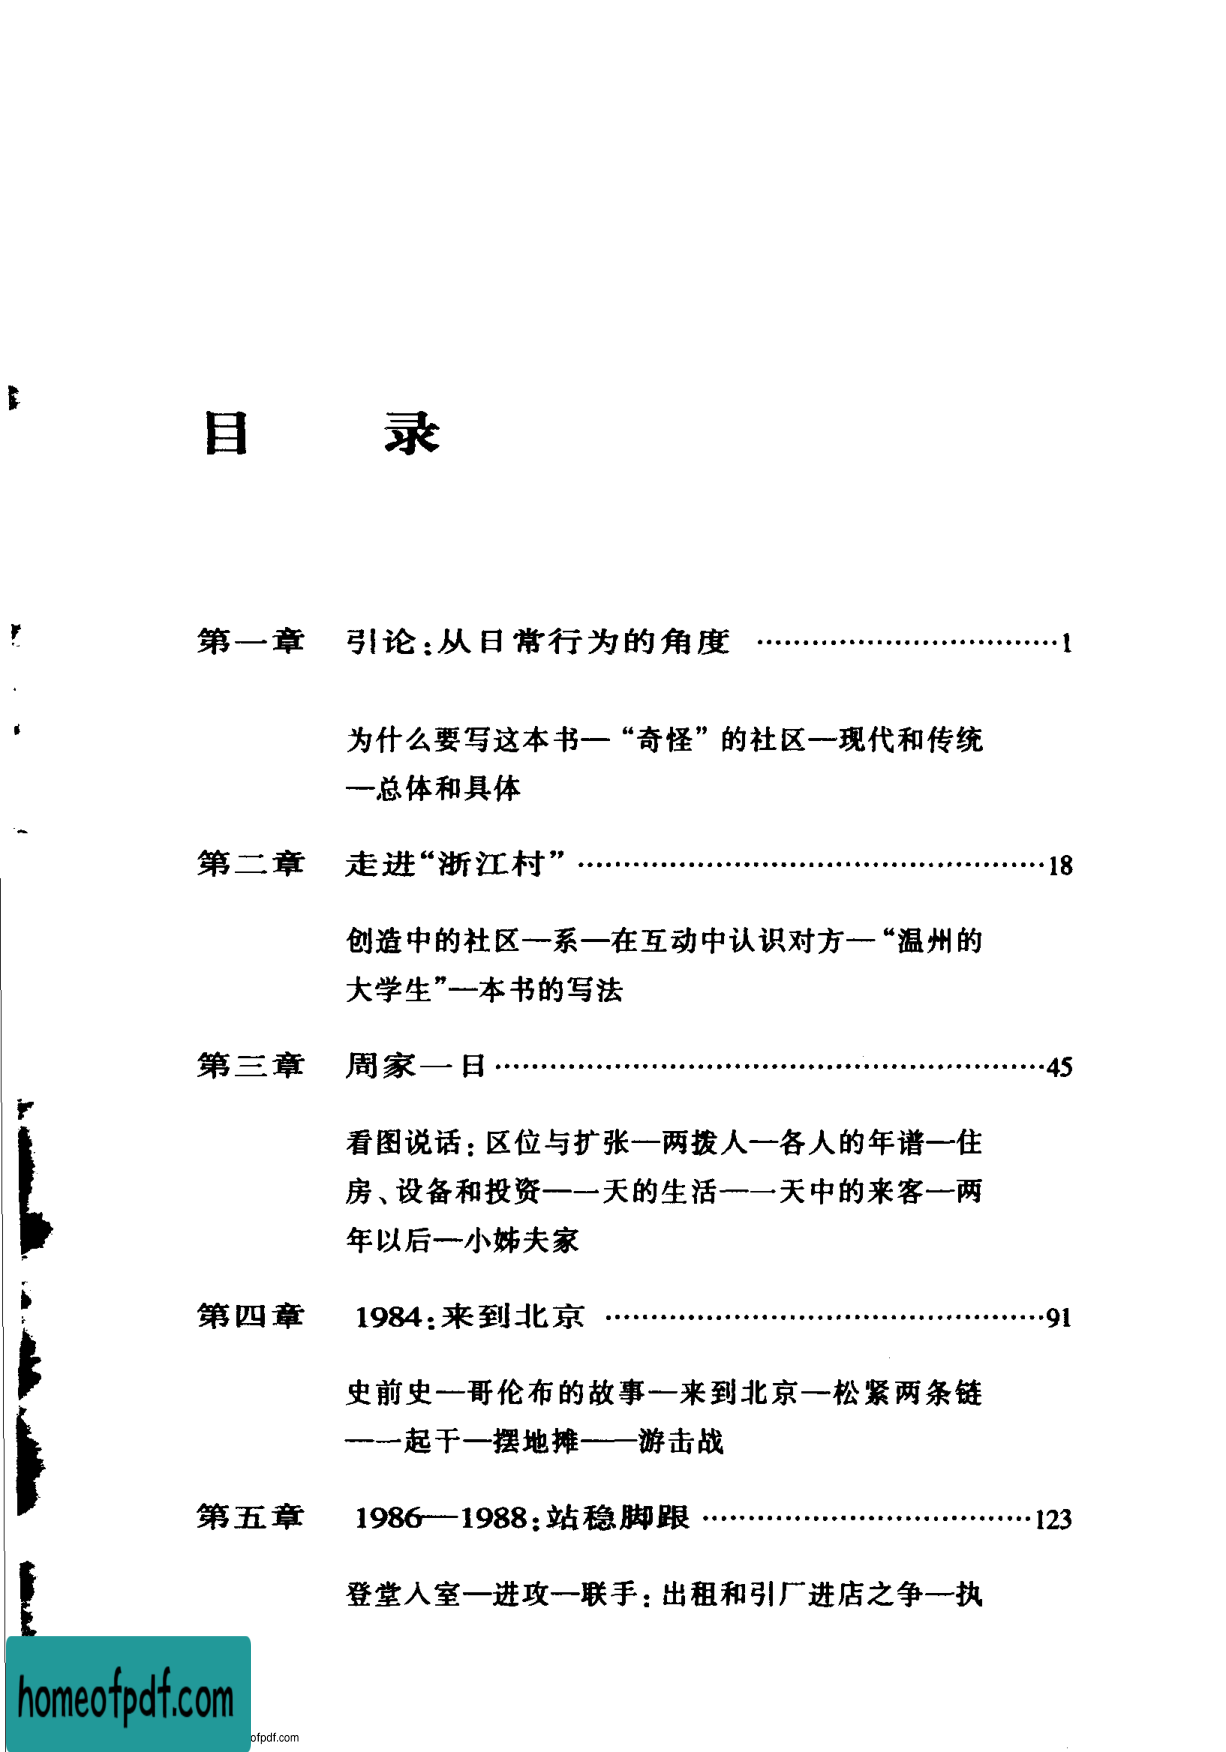 目 录
第一章 引论:从日常行为的角度 ································1
为什么要写这本书—“奇怪”的社区—现代和传统
—总体和具体
第二章 走进“浙江村”················································18
创造中的社区—系—在互动中认识对方—“温州的
大学生”—本书的写法
第三章 周家一日························································45
看图说话:区位与扩张—两拨人—各人的年谱—住
房、设备和投资—一天的生活—一天中的来客—两
年以后—小姊夫家
第四章 1984:来到北京 ··············································91
史前史—哥伦布的故事—来到北京—松紧两条链
—一起干—摆地摊——游击战
第五章 1986—1988:站稳脚跟···································123
登堂入室—进攻—联手:出租和引厂进店之争—执
homeofpdf.com
ofpdf.com